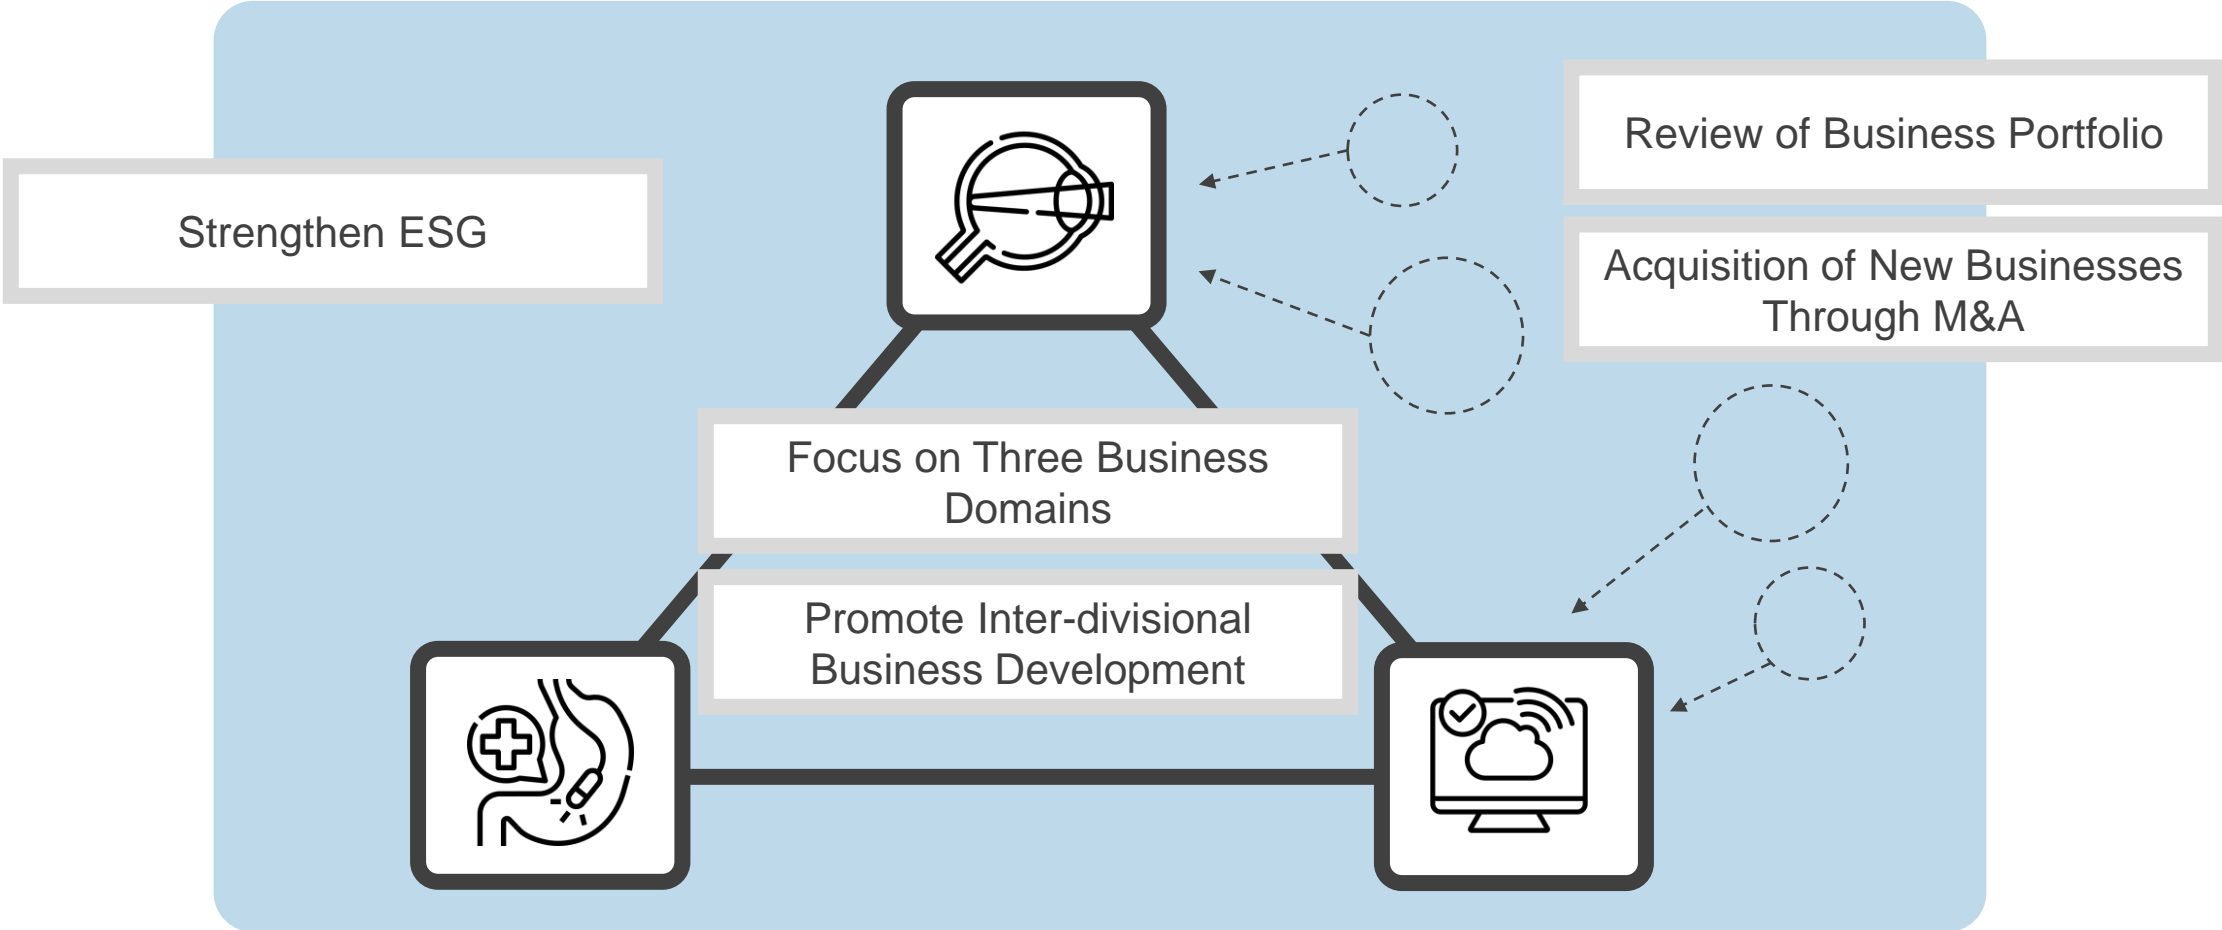 Review of Business Portfolio
Strengthen ESG
Acquisition of New Businesses
Through M&A
Focus on Three Business
Domains
Promote Inter-divisional
Business Development